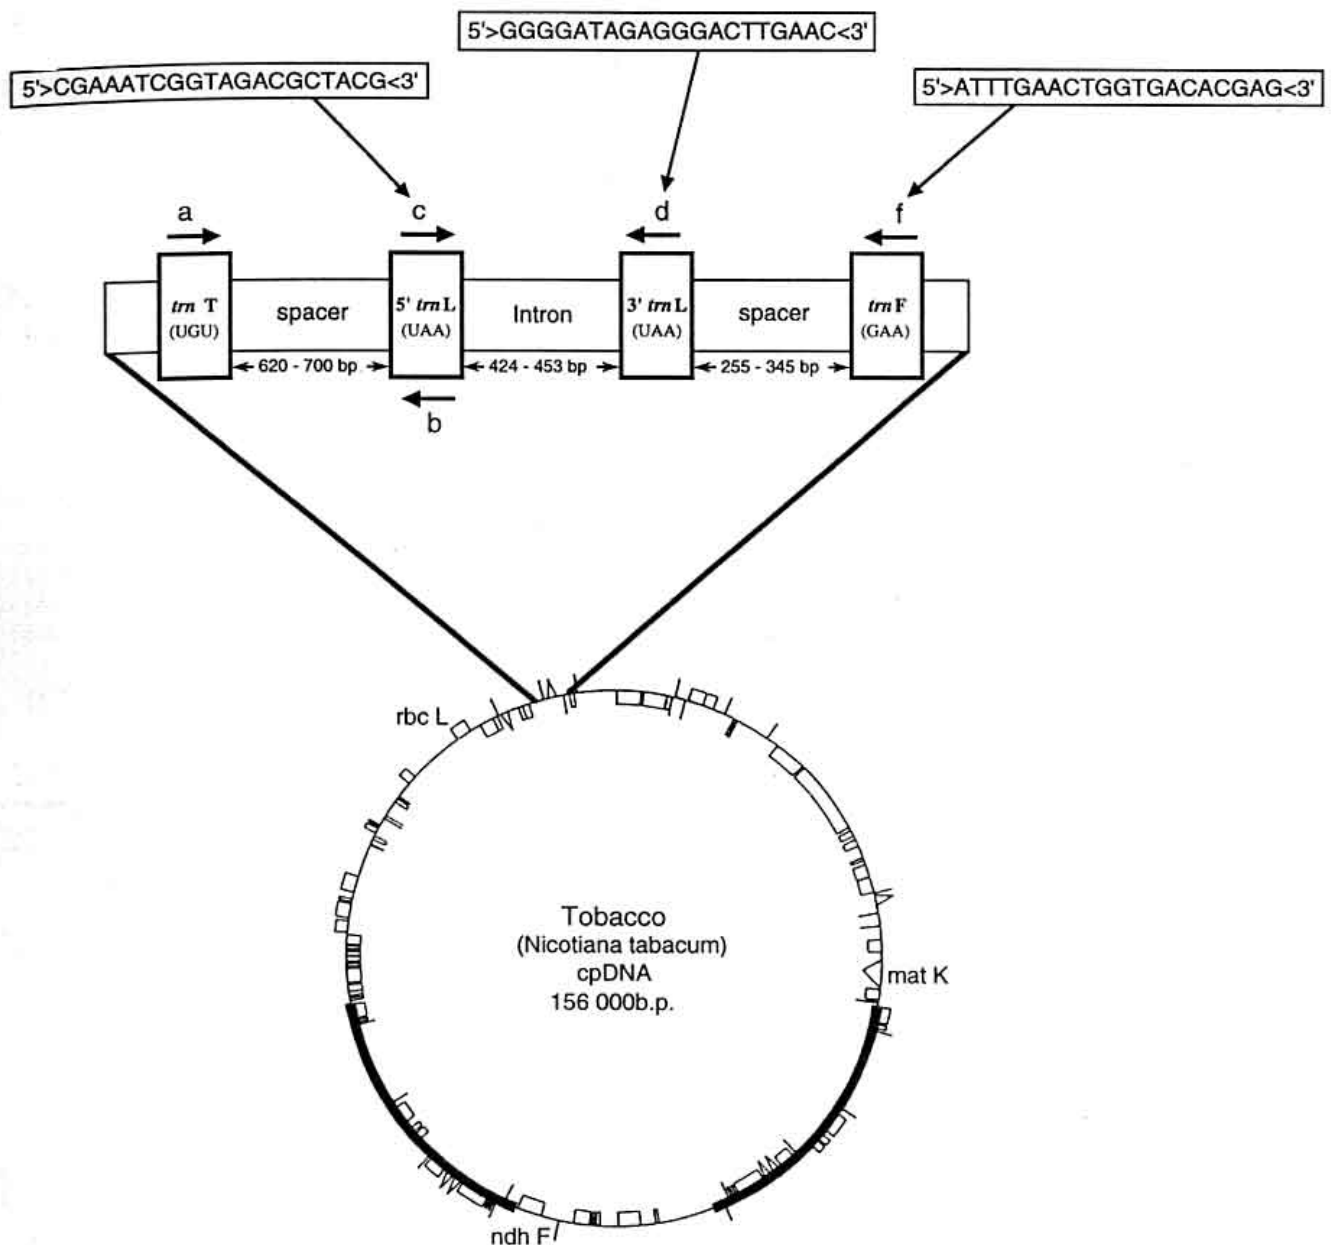 5'>GGGGATAGAGGGACTTGAAC<3'
5'>CGAAATCGGTAGACGCTACG<3'
5'>ATTTGAACTGGTGACACGAG<3'
a
c
d
f
trn T
(UGU)
spacer
5' trn L
(UAA)
Intron
3' trn L
(UAA)
spacer
trn F
(GAA)
620 - 700 bp
424 - 453 bp
255 - 345 bp
b
rbc L
Tobacco
(Nicotiana tabacum)
cpDNA
156 000b.p.
mat K
ndh F